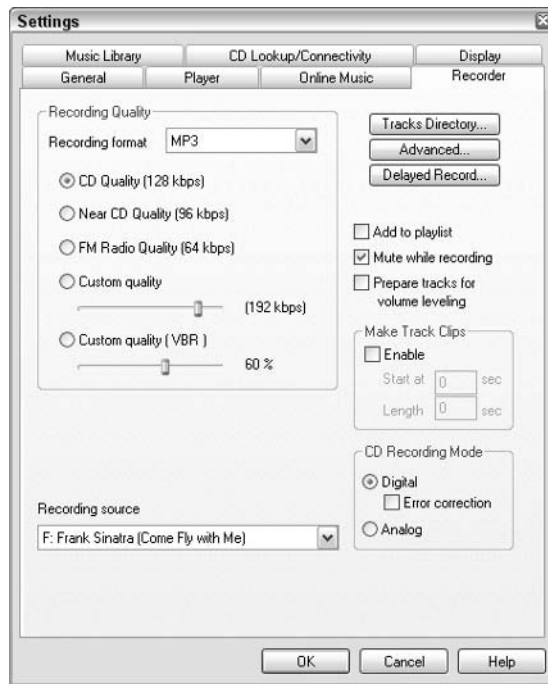 Settings
Music Library CD Lookup/Connectivity Display
General Player Online Music Recorder
Recording Quality
Recording format MP3
CD Quality (128 kbps)
Near CD Quality (96 kbps)
FM Radio Quality (64 kbps)
Custom quality
(192 kbps)
Custom quality ( VBR )
60 %
Recording source
F: Frank Sinatra (Come Fly with Me)
Tracks Directory...
Advanced...
Delayed Record...
Add to playlist
Mute while recording
Prepare tracks for
volume leveling
Make Track Clips
Enable
Start at 0 sec
Length 0 sec
CD Recording Mode
Digital
Error correction
Analog
OK Cancel Help